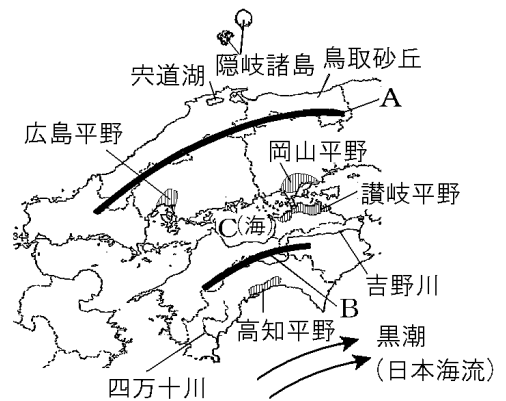 隠岐諸島
鳥取砂丘
宍道湖
A
広島平野
岡山平野
讃岐平野
C(海)
34
吉野川
B
高知平野
黒潮
(日本海流)
四万十川